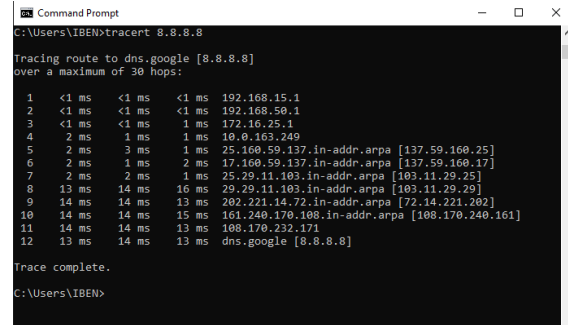 Command Prompt
C:\Users\IBEN>tracert 8.8.8.8
Tracing route to dns.google [8.8.8.8]
over a maximum of 30 hops:
1 <1 ms <1 ms <1 ms 192.168.15.1
2 <1 ms <1 ms <1 ms 192.168.50.1
3 <1 ms <1 ms 1 ms 172.16.25.1
4 2 ms 1 ms 1 ms 10.0.163.249
5 2 ms 3 ms 1 ms 25.160.59.137.in-addr.arpa [137.59.160.25]
6 2 ms 1 ms 2 ms 17.160.59.137.in-addr.arpa [137.59.160.17]
7 2 ms 2 ms 1 ms 25.29.11.103.in-addr.arpa [103.11.29.25]
8 13 ms 14 ms 16 ms 29.29.11.103.in-addr.arpa [103.11.29.29]
9 14 ms 14 ms 13 ms 202.221.14.72.in-addr.arpa [72.14.221.202]
10 14 ms 14 ms 15 ms 161.240.170.108.in-addr.arpa [108.170.240.161]
11 14 ms 14 ms 13 ms 108.170.232.171
12 13 ms 14 ms 13 ms dns.google [8.8.8.8]
Trace complete.
C:\Users\IBEN>